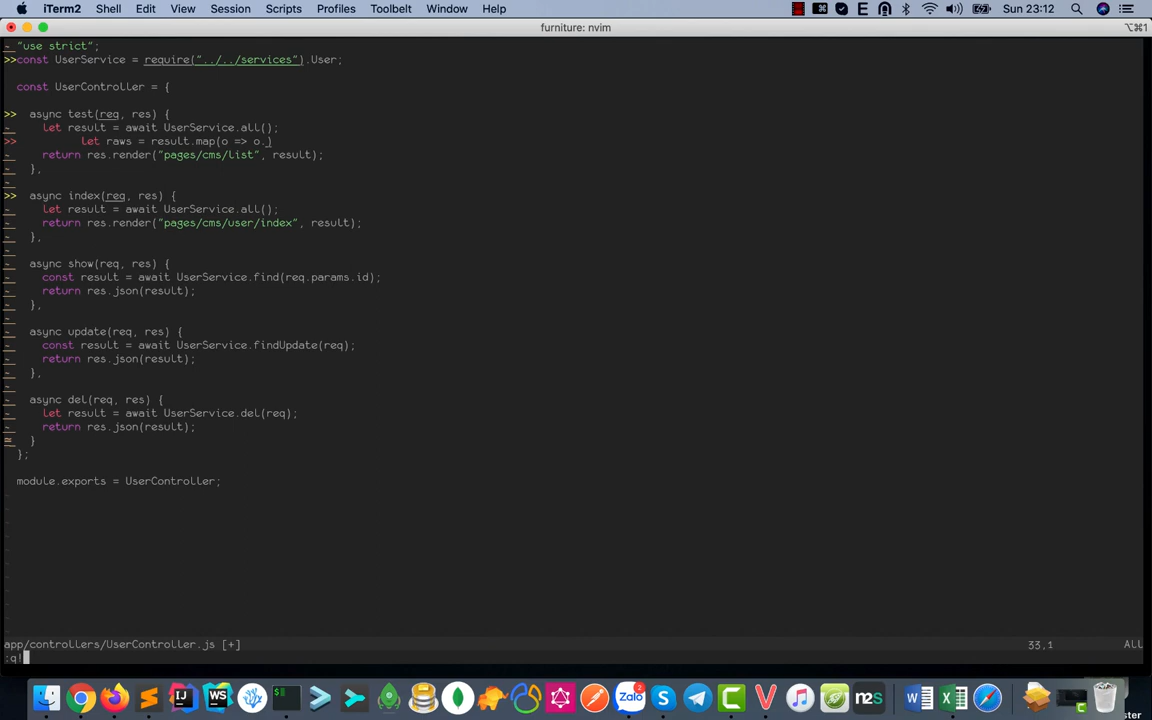 iTerm2 Shell Edit View Session Scripts Profiles Toolbelt Window Help Sun 23:12
furniture: nvim ⌥⌘1
~ "use strict";
>>const UserService = require("../../services").User;
const UserController = {
>> async test(req, res) {
~ let result = await UserService.all();
>> let raws = result.map(o => o.)
~ return res.render("pages/cms/list", result);
},
>> async index(req, res) {
~ let result = await UserService.all();
~ return res.render("pages/cms/user/index", result);
~ },
~ async show(req, res) {
~ const result = await UserService.find(req.params.id);
~ return res.json(result);
~ },
~ async update(req, res) {
~ const result = await UserService.findUpdate(req);
~ return res.json(result);
~ },
~ async del(req, res) {
~ let result = await UserService.del(req);
~ return res.json(result);
}
};
module.exports = UserController;
app/controllers/UserController.js [+] 33,1 ALL
:q!
IJ WS $ Zalo 2 S C V n2s W X